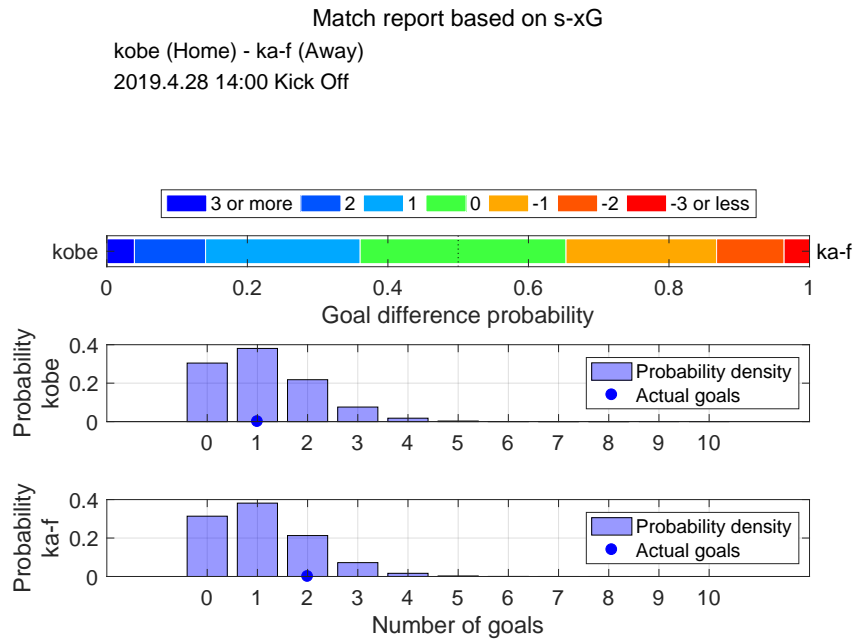 Match report based on s-xG
kobe (Home) - ka-f (Away)
2019.4.28 14:00 Kick Off
3 or more 2 1 0 -1 -2 -3 or less
kobe ka-f
0 0.2 0.4 0.6 0.8 1
Goal difference probability
Probability
kobe
0.4
0.2
0
Probability density
Actual goals
0 1 2 3 4 5 6 7 8 9 10
Probability
ka-f
0.4
0.2
0
Probability density
Actual goals
0 1 2 3 4 5 6 7 8 9 10
Number of goals